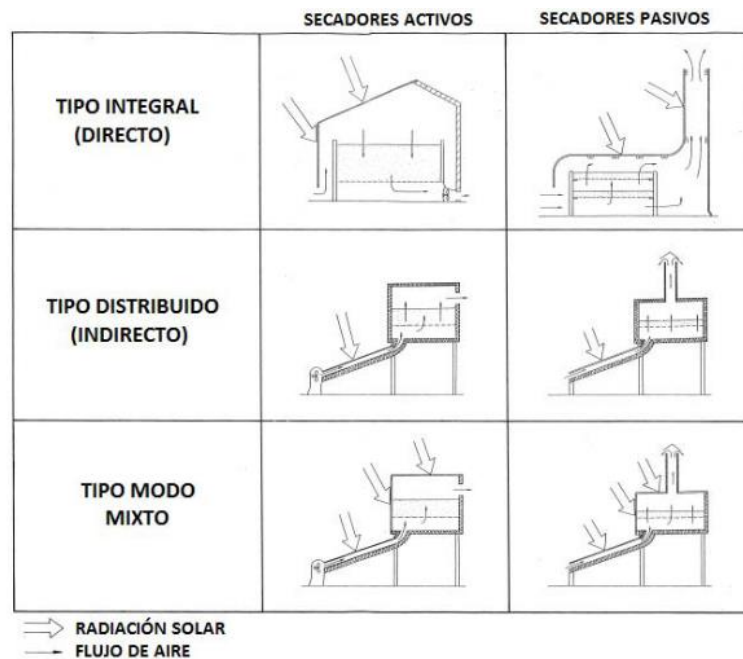 SECADORES ACTIVOS
SECADORES PASIVOS
TIPO INTEGRAL
(DIRECTO)
TIPO DISTRIBUIDO
(INDIRECTO)
TIPO MODO
MIXTO
RADIACIÓN SOLAR
FLUJO DE AIRE